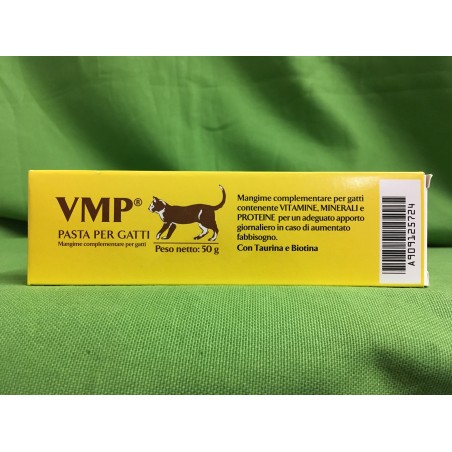 VMP®
PASTA PER GATTI
Mangime complementare per gatti
Peso netto: 50 g
Mangime complementare per gatti
contenente VITAMINE, MINERALI e
PROTEINE per un adeguato apporto
giornaliero in caso di aumentato
fabbisogno.
Con Taurina e Biotina
A909125724